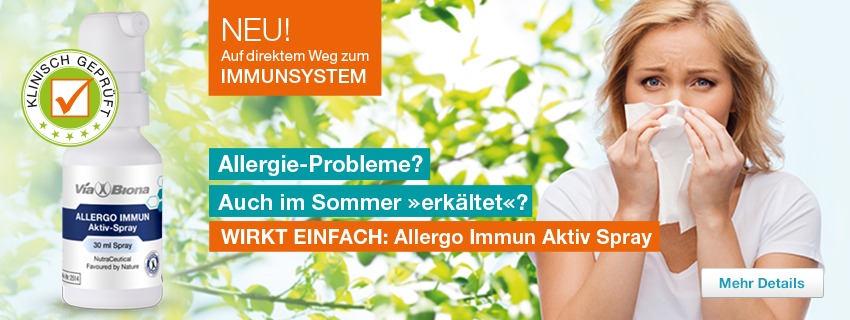 NEU!
Auf direktem Weg zum
IMMUNSYSTEM
KLINISCH GEPRÜFT
Allergie-Probleme?
Auch im Sommer »erkältet«?
WIRKT EINFACH: Allergo Immun Aktiv Spray
Mehr Details
Via Biona
ALLERGO IMMUN
Aktiv-Spray
30 ml Spray
NutraCeutical
Favoured by Nature